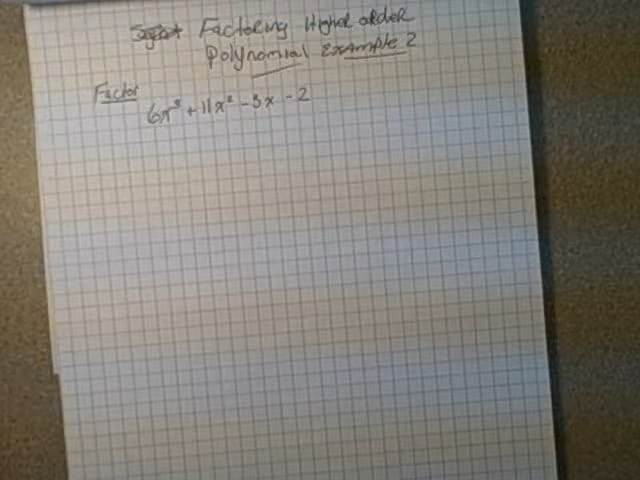 Factoring Higher order
Polynomial Example 2
Factor
6x³ + 11x² - 3x - 2